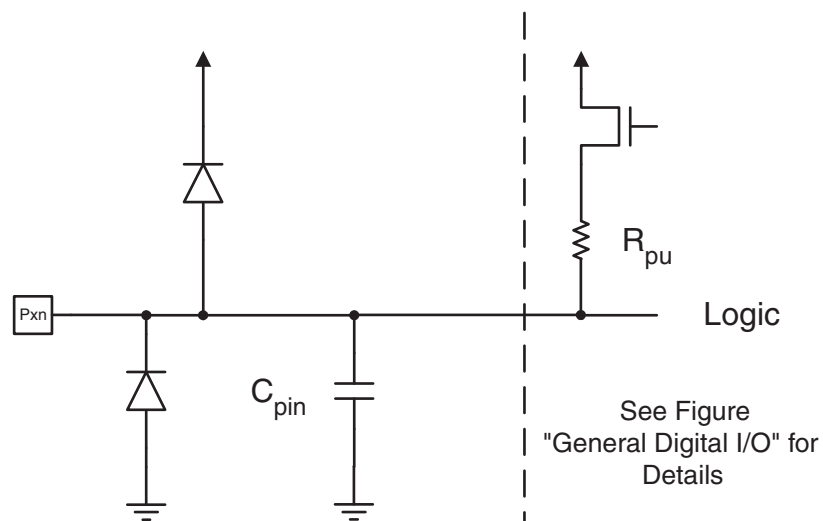 R_pu
Pxn
Logic
C_pin
See Figure
"General Digital I/O" for
Details